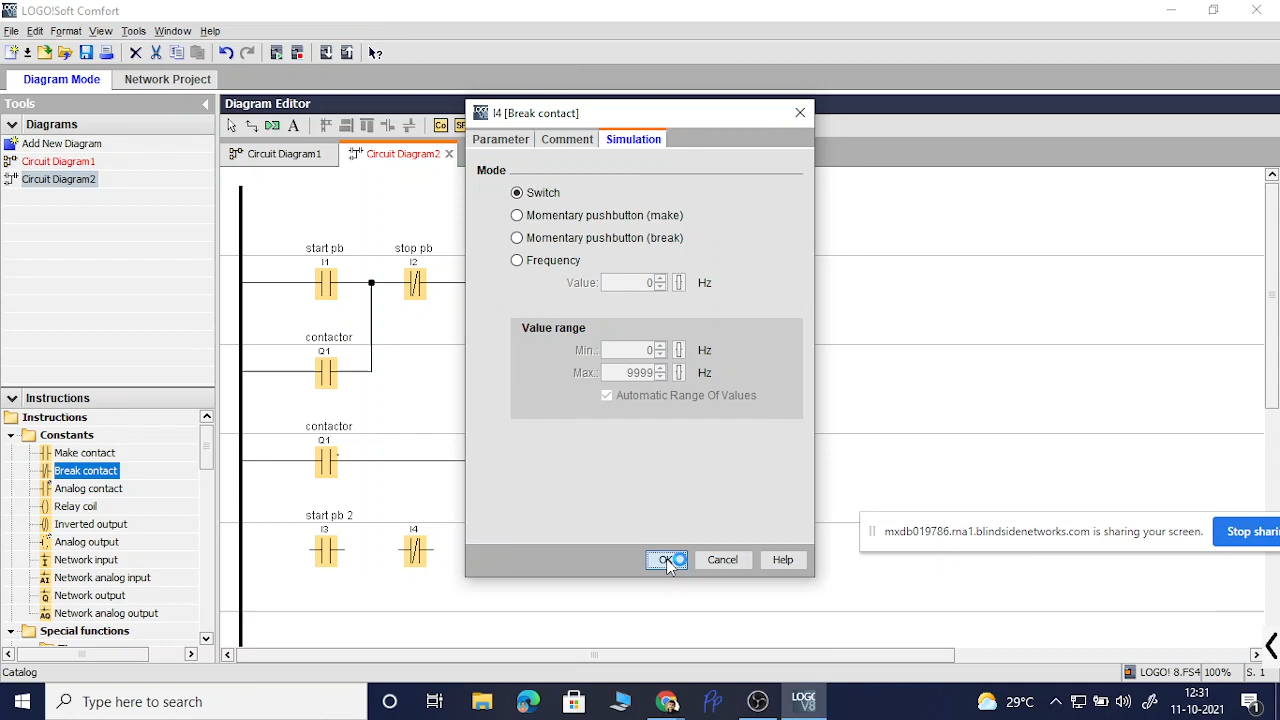 LOGO!Soft Comfort
File Edit Format View Tools Window Help
Diagram Mode Network Project
Tools
Diagram Editor
Diagrams
Add New Diagram
Circuit Diagram1
Circuit Diagram2
Circuit Diagram1
Circuit Diagram2
Co
start pb
I1
stop pb
I2
contactor
Q1
contactor
Q1
start pb 2
I3
I4
Instructions
Instructions
Constants
Make contact
Break contact
Analog contact
Relay coil
Inverted output
Analog output
Network input
Network analog input
Network output
Network analog output
Special functions
I4 [Break contact]
Parameter Comment Simulation
Mode
Switch
Momentary pushbutton (make)
Momentary pushbutton (break)
Frequency
Value: 0 Hz
Value range
Min.: 0 Hz
Max.: 9999 Hz
Automatic Range Of Values
Cancel Help
mxdb019786.rna1.blindsidenetworks.com is sharing your screen.
Stop shari
Catalog
LOGO! 8.FS4 100% S. 1
Type here to search
LOGO
V8
29°C
12:31
11-10-2021
1